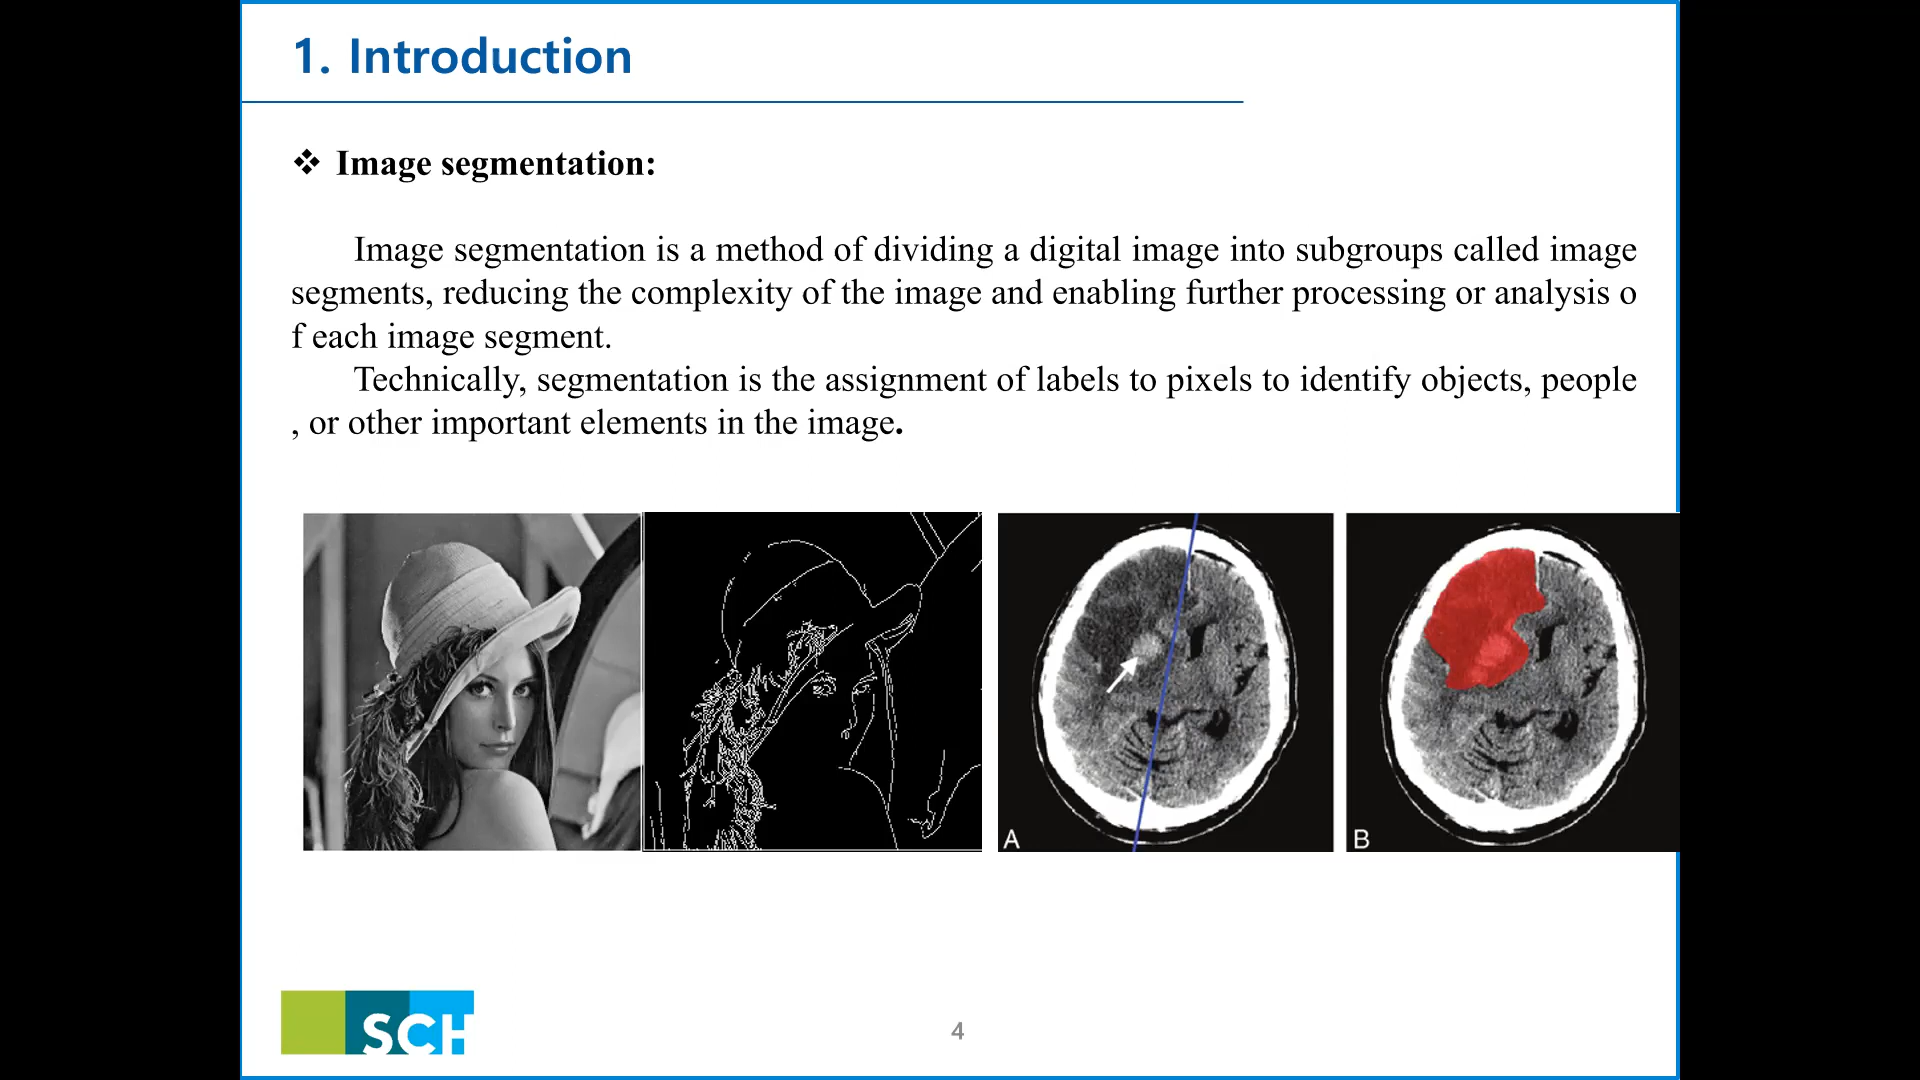 1. Introduction
❖ Image segmentation:
Image segmentation is a method of dividing a digital image into subgroups called image
segments, reducing the complexity of the image and enabling further processing or analysis o
f each image segment.
Technically, segmentation is the assignment of labels to pixels to identify objects, people
, or other important elements in the image.
A
B
SCH
4